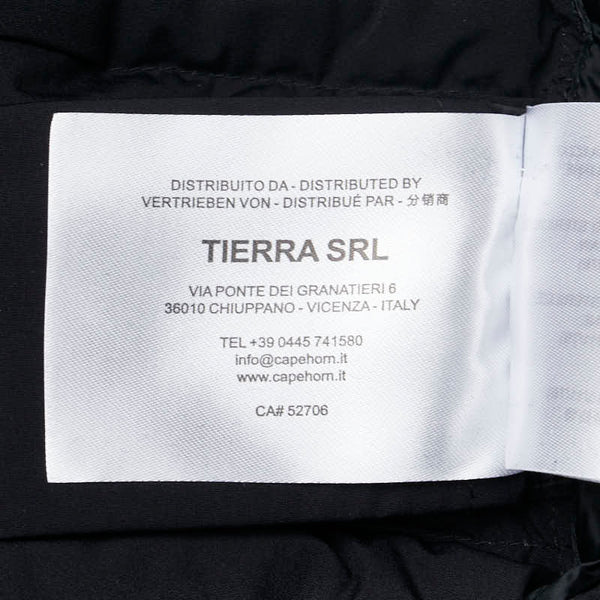 DISTRIBUITO DA - DISTRIBUTED BY
VERTRIEBEN VON - DISTRIBUÉ PAR - 分销商
TIERRA SRL
VIA PONTE DEI GRANATIERI 6
36010 CHIUPPANO - VICENZA - ITALY
TEL +39 0445 741580
info@capehorn.it
www.capehorn.it
CA# 52706